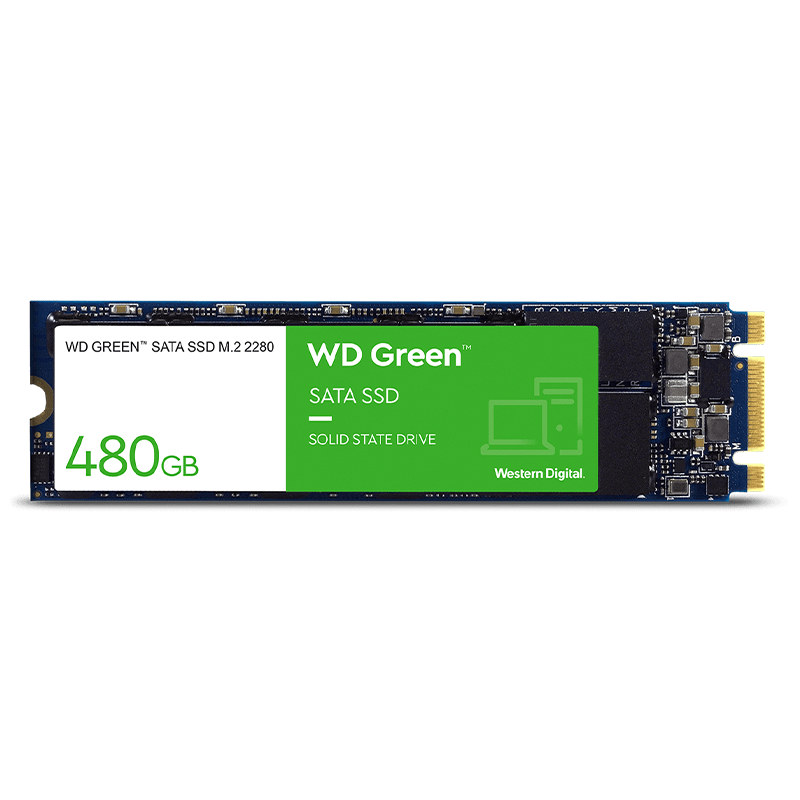 WD GREEN™ SATA SSD M.2 2280
480GB
WD Green™
SATA SSD
SOLID STATE DRIVE
Western Digital.
B
M